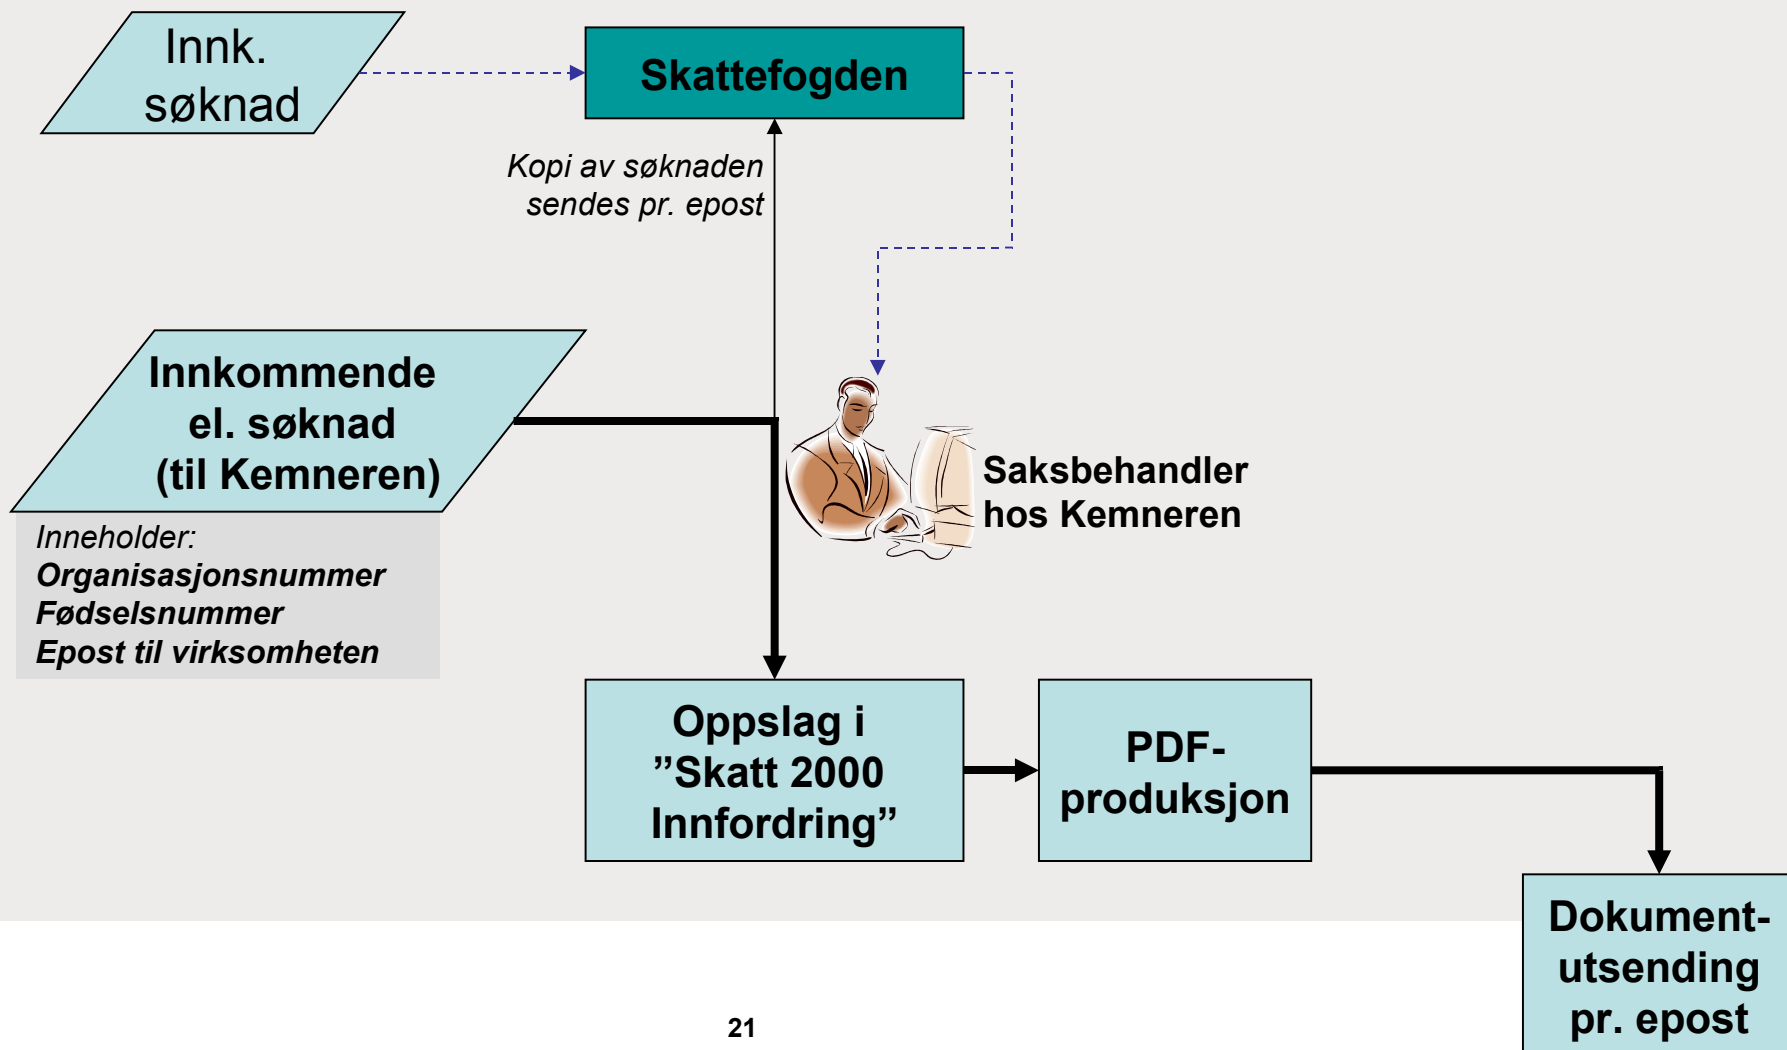 Innk.
søknad
Skattefogden
Kopi av søknaden
sendes pr. epost
Innkommende
el. søknad
(til Kemneren)
Inneholder:
Organisasjonsnummer
Fødselsnummer
Epost til virksomheten
Saksbehandler
hos Kemneren
Oppslag i
”Skatt 2000
Innfordring”
PDF-
produksjon
Dokument-
utsending
pr. epost
21